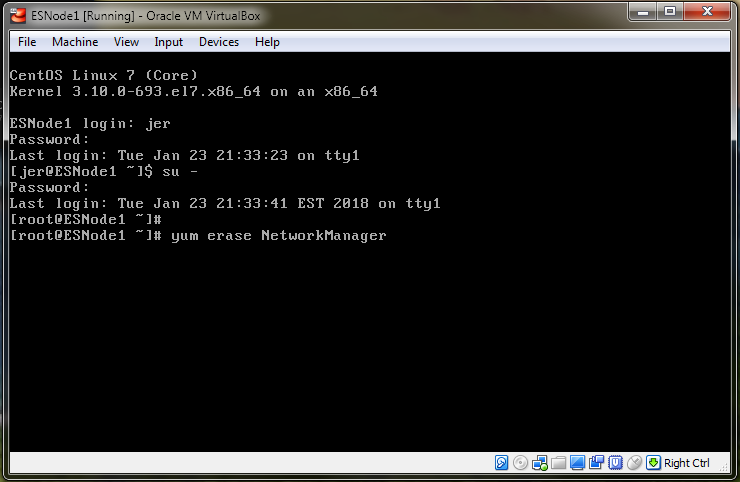 ESNode1 [Running] - Oracle VM VirtualBox
File Machine View Input Devices Help
CentOS Linux 7 (Core)
Kernel 3.10.0-693.el7.x86_64 on an x86_64
ESNode1 login: jer
Password:
Last login: Tue Jan 23 21:33:23 on tty1
[jer@ESNode1 ~]$ su -
Password:
Last login: Tue Jan 23 21:33:41 EST 2018 on tty1
[root@ESNode1 ~]#
[root@ESNode1 ~]# yum erase NetworkManager
Right Ctrl